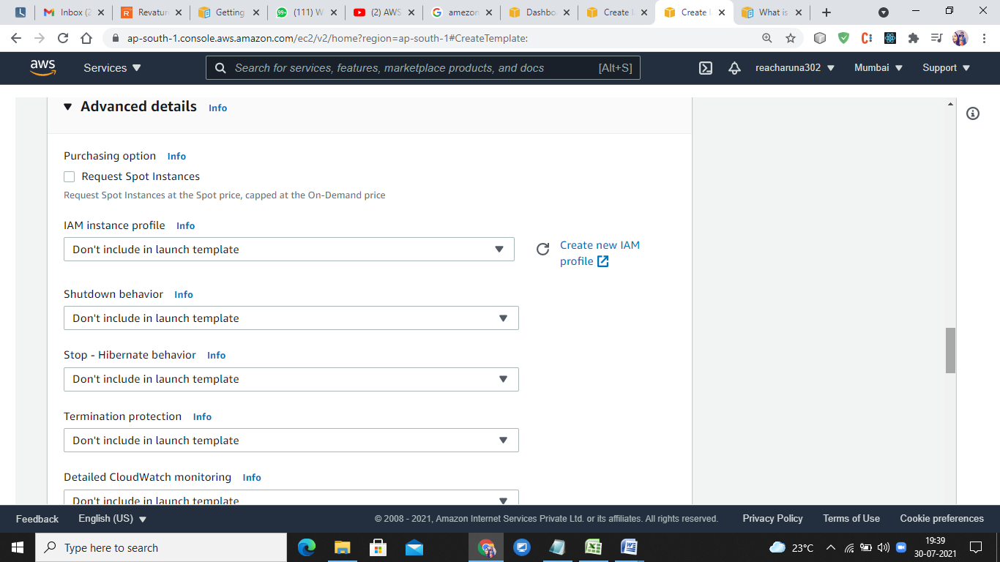 Inbox (2
Revatur
Getting
99+
(111) W
(2) AWS
amezon
Dashbo
Create l
Create l
What is
ap-south-1.console.aws.amazon.com/ec2/v2/home?region=ap-south-1#CreateTemplate:
aws
Services
Search for services, features, marketplace products, and docs
[Alt+S]
reacharuna302
Mumbai
Support
Advanced details
Info
Purchasing option
Info
Request Spot Instances
Request Spot Instances at the Spot price, capped at the On-Demand price
IAM instance profile
Info
Don't include in launch template
Create new IAM
profile
Shutdown behavior
Info
Don't include in launch template
Stop - Hibernate behavior
Info
Don't include in launch template
Termination protection
Info
Don't include in launch template
Detailed CloudWatch monitoring
Info
Don't include in launch template
Feedback
English (US)
© 2008 - 2021, Amazon Internet Services Private Ltd. or its affiliates. All rights reserved.
Privacy Policy
Terms of Use
Cookie preferences
Type here to search
23°C
19:39
30-07-2021